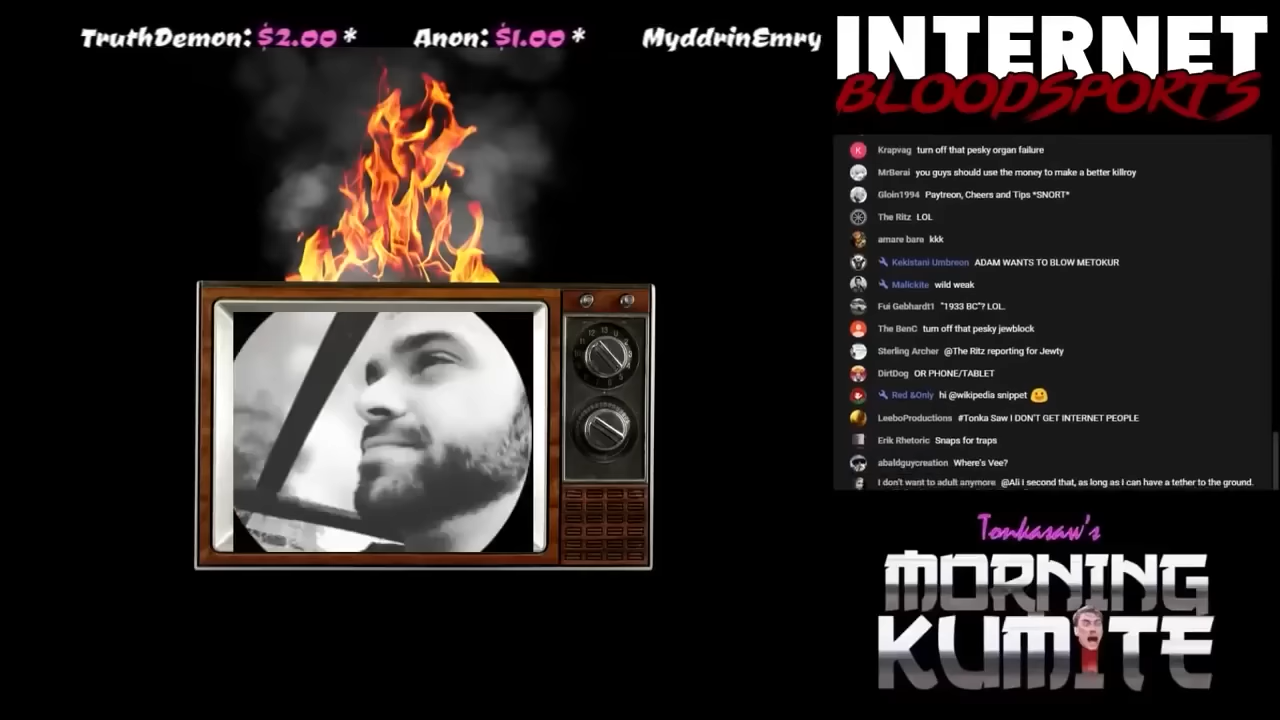 TruthDemon: $2.00 * Anon: $1.00 * MyddrinEmry
INTERNET
BLOODSPORTS
K Krapvag turn off that pesky organ failure
MrBerai you guys should use the money to make a better killroy
Gloin1994 Paytreon, Cheers and Tips *SNORT*
The Ritz LOL
amare bare kkk
Kekistani Umbreon ADAM WANTS TO BLOW METOKUR
Malickite wild weak
Fui Gebhardt1 "1933 BC"? LOL.
The BenC turn off that pesky jewblock
Sterling Archer @The Ritz reporting for Jewty
DirtDog OR PHONE/TABLET
Red &Only hi @wikipedia snippet
LeeboProductions #Tonka Saw I DON'T GET INTERNET PEOPLE
Erik Rhetoric Snaps for traps
abaldguycreation Where's Vee?
I don't want to adult anymore @Ali I second that, as long as I can have a tether to the ground.
Tonkasaw's
MORNING
KUMITE